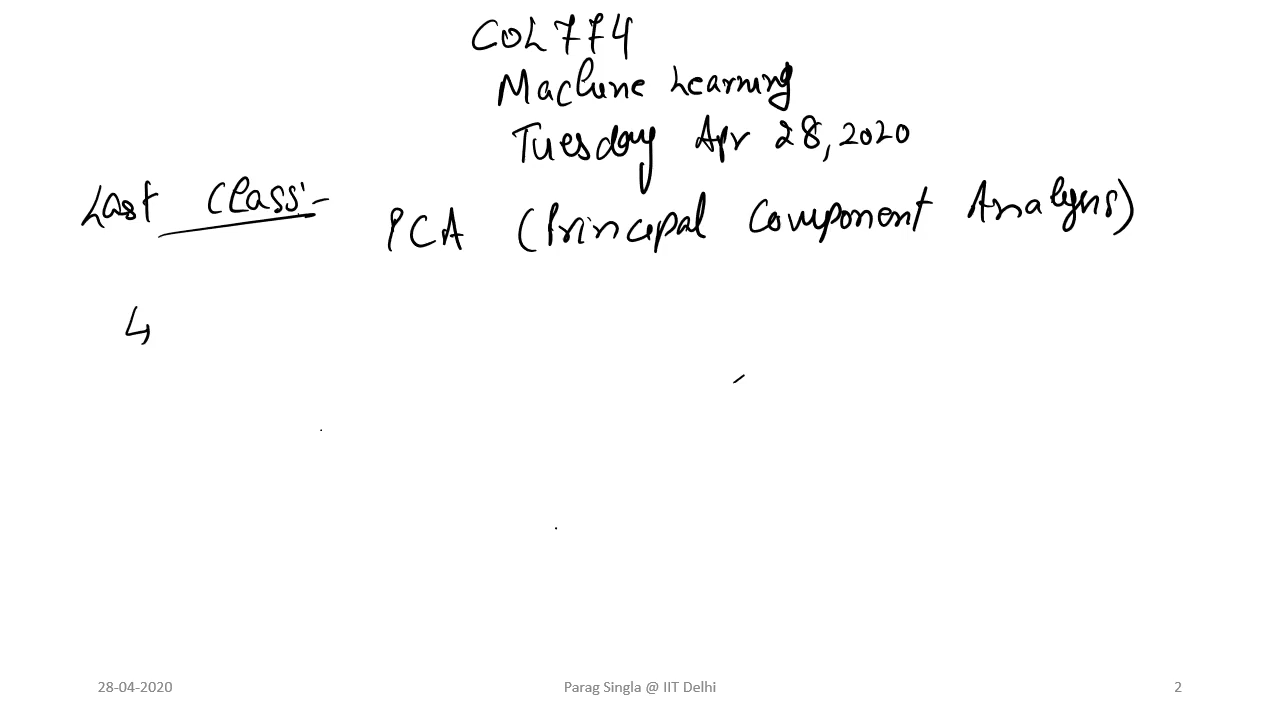 COL774
Machine Learning
Tuesday Apr 28, 2020
Last Class:- PCA (Principal Component Analysis)
↳
28-04-2020 Parag Singla @ IIT Delhi 2